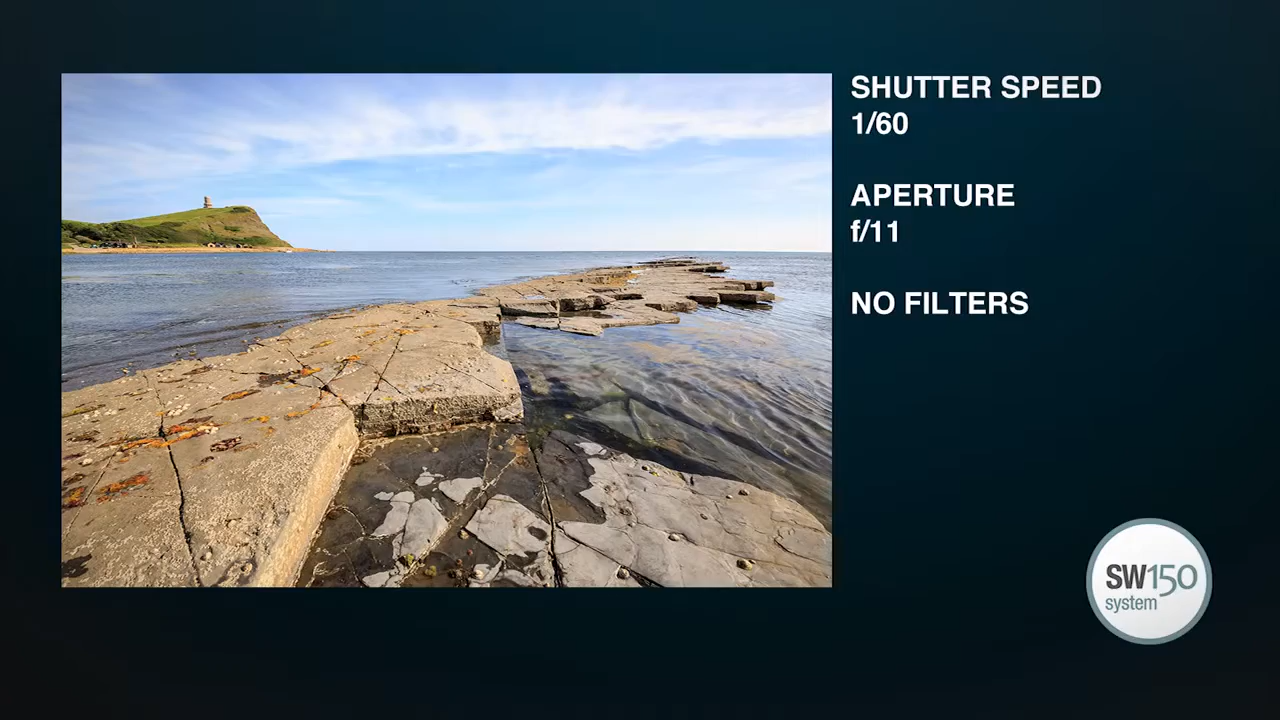 SHUTTER SPEED
1/60
APERTURE
f/11
NO FILTERS
SW150
system